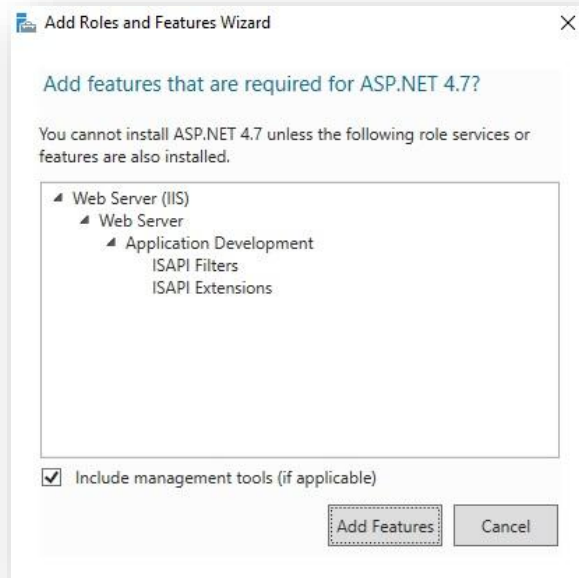 Add Roles and Features Wizard
Add features that are required for ASP.NET 4.7?
You cannot install ASP.NET 4.7 unless the following role services or
features are also installed.
Web Server (IIS)
Web Server
Application Development
ISAPI Filters
ISAPI Extensions
Include management tools (if applicable)
Add Features
Cancel